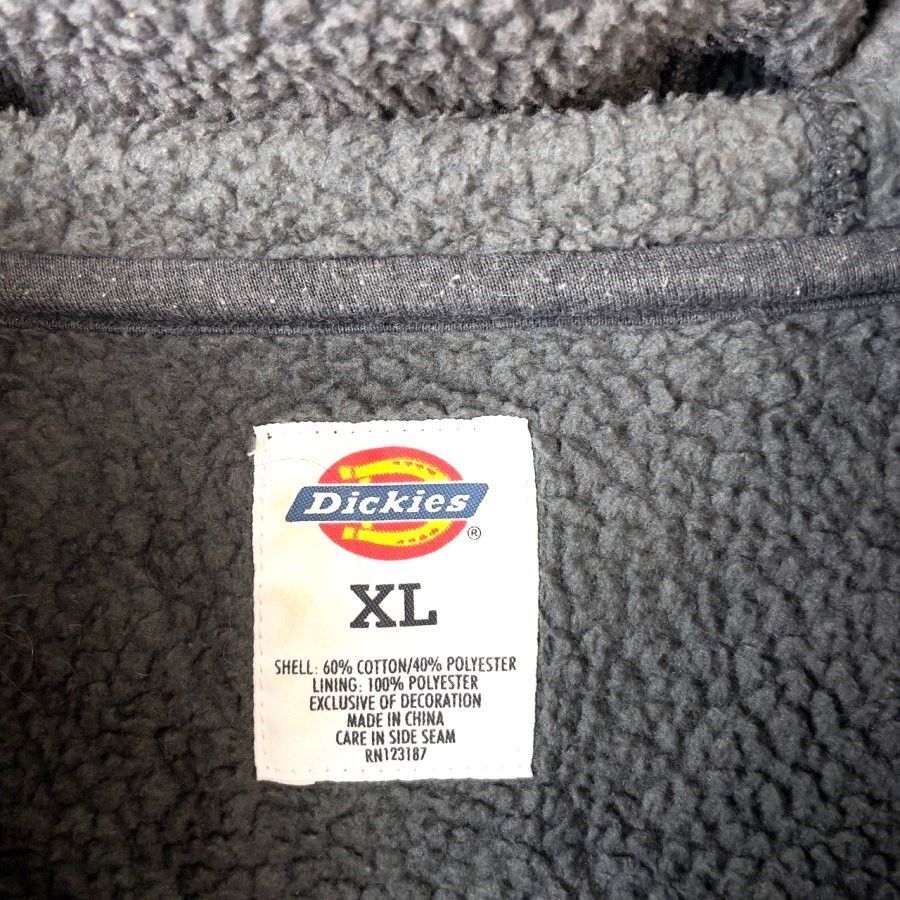 Dickies
®
XL
SHELL: 60% COTTON/40% POLYESTER
LINING: 100% POLYESTER
EXCLUSIVE OF DECORATION
MADE IN CHINA
CARE IN SIDE SEAM
RN123187